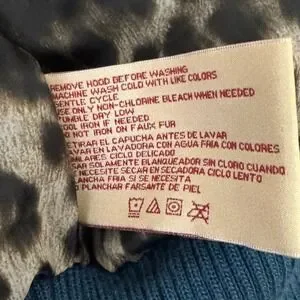 REMOVE HOOD BEFORE WASHING
MACHINE WASH COLD WITH LIKE COLORS
GENTLE CYCLE
USE ONLY NON-CHLORINE BLEACH WHEN NEEDED
TUMBLE DRY LOW
COOL IRON IF NEEDED
DO NOT IRON ON FAUX FUR
RETIRAR EL CAPUCHA ANTES DE LAVAR
LAVAR EN LAVADORA CON AGUA FRIA CON COLORES
SIMILARES CICLO DELICADO
USAR SOLAMENTE BLANQUEADOR SIN CLORO CUANDO
NECESITE SECAR EN SECADORA CICLO LENTO
PLANCHA FRIA SI SE NECESITA
NO PLANCHAR FARSANTE DE PIEL